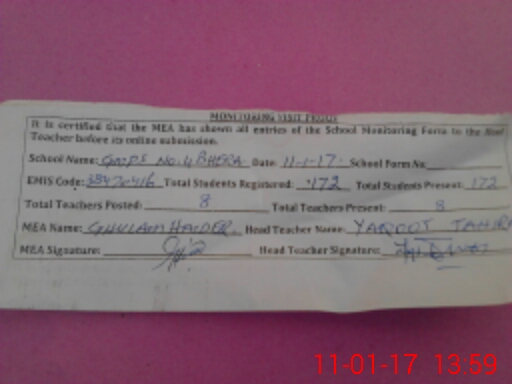 MONITORING VISIT PROOF
It is certified that the MEA has shown all entries of the School Monitoring Form to the Head
Teacher before its online submission.
School Name: GMPS No.4 BHERA Date: 11-1-17. School Form No.
EMIS Code: 38470416 Total Students Registered: 172 Total Students Present: 172
Total Teachers Posted: 8 Total Teachers Present: 8
MEA Name: GHULAM HAIDER. Head Teacher Name: YAQOOT TAHIRA
MEA Signature: Head Teacher Signature:
11-01-17 13:59